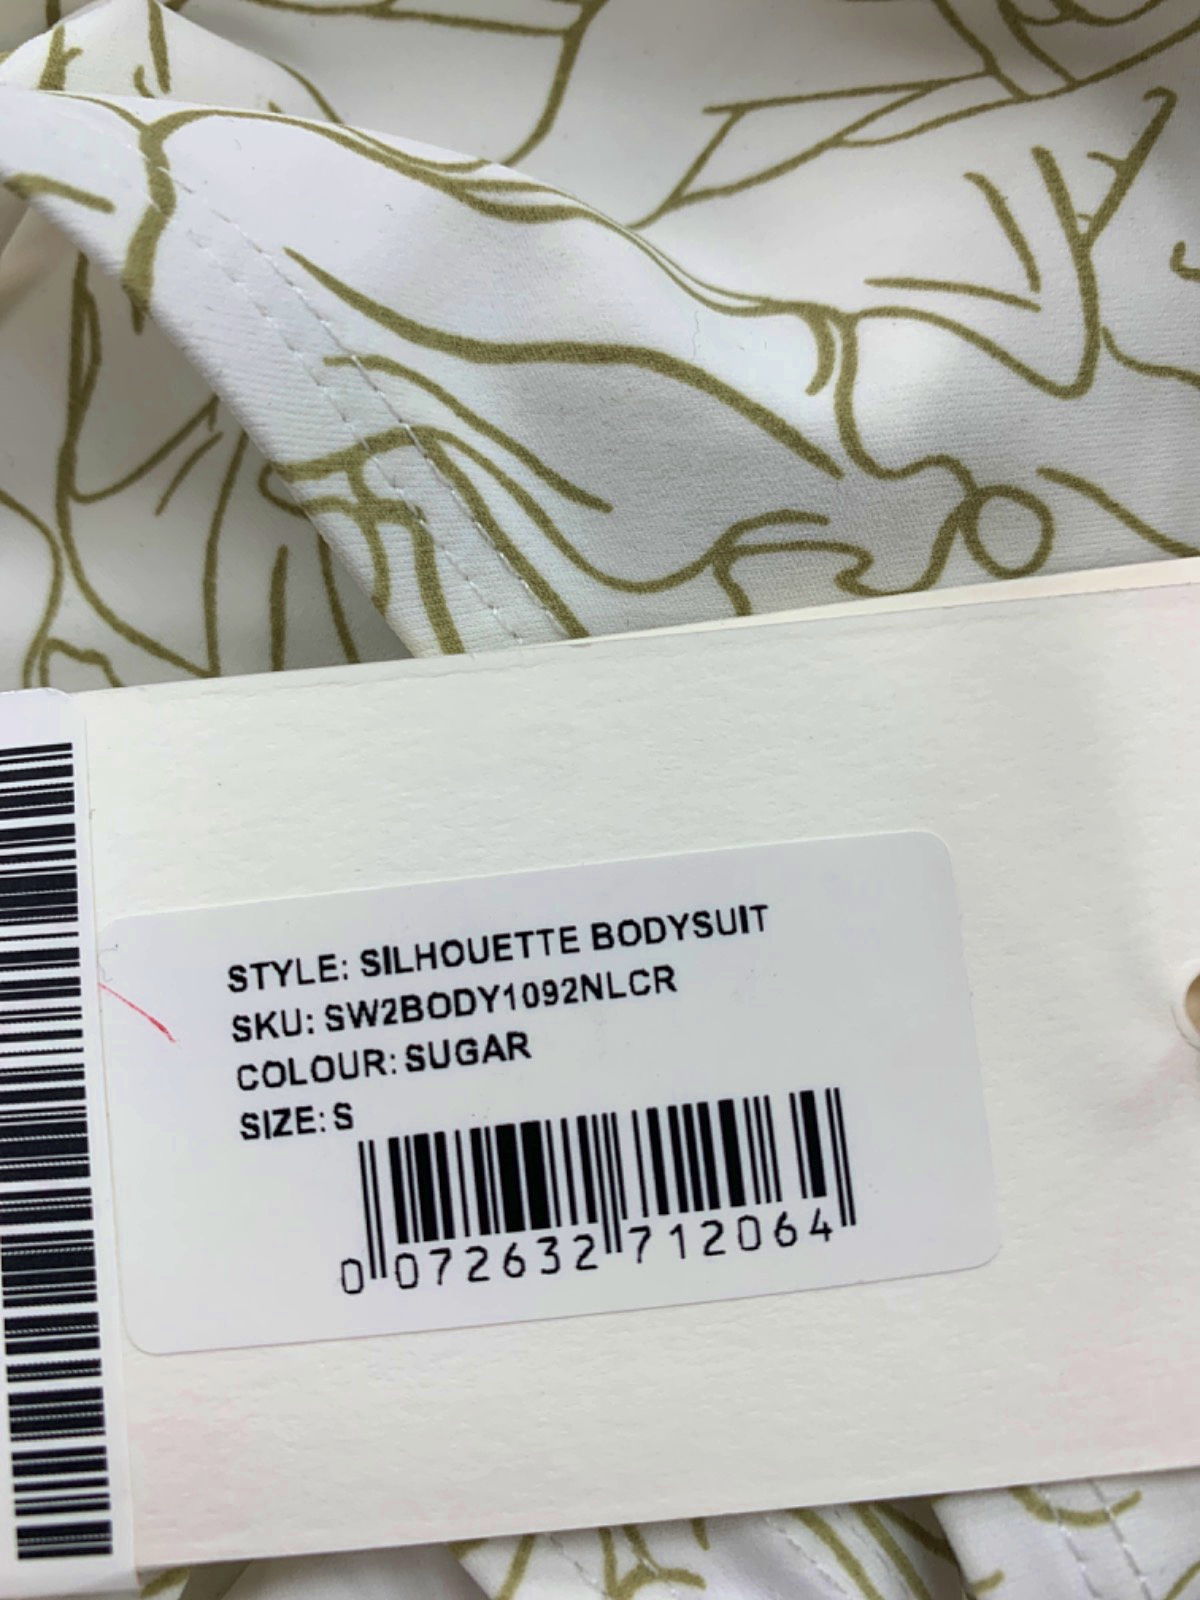 STYLE: SILHOUETTE BODYSUIT
SKU: SW2BODY1092NLCR
COLOUR: SUGAR
SIZE: S
0 072632 712064